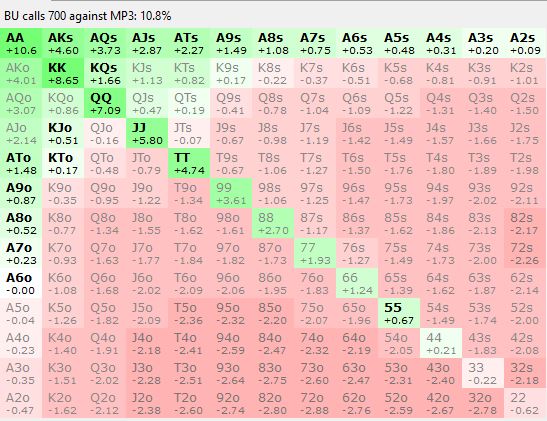 BU calls 700 against MP3: 10.8%
AA AKs AQs AJs ATs A9s A8s A7s A6s A5s A4s A3s A2s
+10.6 +4.60 +3.73 +2.87 +2.27 +1.49 +1.08 +0.75 +0.53 +0.48 +0.31 +0.20 +0.09
AKo KK KQs KJs KTs K9s K8s K7s K6s K5s K4s K3s K2s
+4.01 +8.65 +1.66 +1.13 +0.82 +0.17 -0.22 -0.37 -0.51 -0.68 -0.81 -0.91 -1.01
AQo KQo QQ QJs QTs Q9s Q8s Q7s Q6s Q5s Q4s Q3s Q2s
+3.07 +0.86 +7.09 +0.47 +0.19 -0.41 -0.78 -1.04 -1.09 -1.22 -1.31 -1.40 -1.50
AJo KJo QJo JJ JTs J9s J8s J7s J6s J5s J4s J3s J2s
+2.14 +0.51 -0.16 +5.80 -0.07 -0.67 -0.98 -1.19 -1.42 -1.49 -1.57 -1.66 -1.75
ATo KTo QTo JTo TT T9s T8s T7s T6s T5s T4s T3s T2s
+1.48 +0.17 -0.48 -0.79 +4.74 -0.67 -1.06 -1.27 -1.50 -1.76 -1.80 -1.89 -1.98
A9o K9o Q9o J9o T9o 99 98s 97s 96s 95s 94s 93s 92s
+0.87 -0.35 -0.95 -1.22 -1.34 +3.61 -1.06 -1.25 -1.47 -1.73 -1.97 -2.02 -2.11
A8o K8o Q8o J8o T8o 98o 88 87s 86s 85s 84s 83s 82s
+0.52 -0.77 -1.34 -1.55 -1.62 -1.61 +2.70 -1.17 -1.37 -1.62 -1.86 -2.13 -2.17
A7o K7o Q7o J7o T7o 97o 87o 77 76s 75s 74s 73s 72s
+0.23 -0.93 -1.63 -1.77 -1.84 -1.82 -1.73 +1.93 -1.27 -1.49 -1.73 -2.00 -2.26
A6o K6o Q6o J6o T6o 96o 86o 76o 66 65s 64s 63s 62s
-0.00 -1.08 -1.68 -2.02 -2.09 -2.06 -1.95 -1.83 +1.24 -1.39 -1.62 -1.87 -2.14
A5o K5o Q5o J5o T5o 95o 85o 75o 65o 55 54s 53s 52s
-0.04 -1.26 -1.82 -2.09 -2.36 -2.32 -2.20 -2.07 -1.96 +0.67 -1.49 -1.74 -2.00
A4o K4o Q4o J4o T4o 94o 84o 74o 64o 54o 44 43s 42s
-0.23 -1.40 -1.91 -2.18 -2.41 -2.59 -2.47 -2.32 -2.19 -2.05 +0.21 -1.83 -2.08
A3o K3o Q3o J3o T3o 93o 83o 73o 63o 53o 43o 33 32s
-0.35 -1.51 -2.02 -2.28 -2.51 -2.64 -2.75 -2.60 -2.47 -2.31 -2.40 -0.22 -2.18
A2o K2o Q2o J2o T2o 92o 82o 72o 62o 52o 42o 32o 22
-0.47 -1.62 -2.12 -2.38 -2.60 -2.74 -2.80 -2.88 -2.76 -2.59 -2.67 -2.78 -0.62